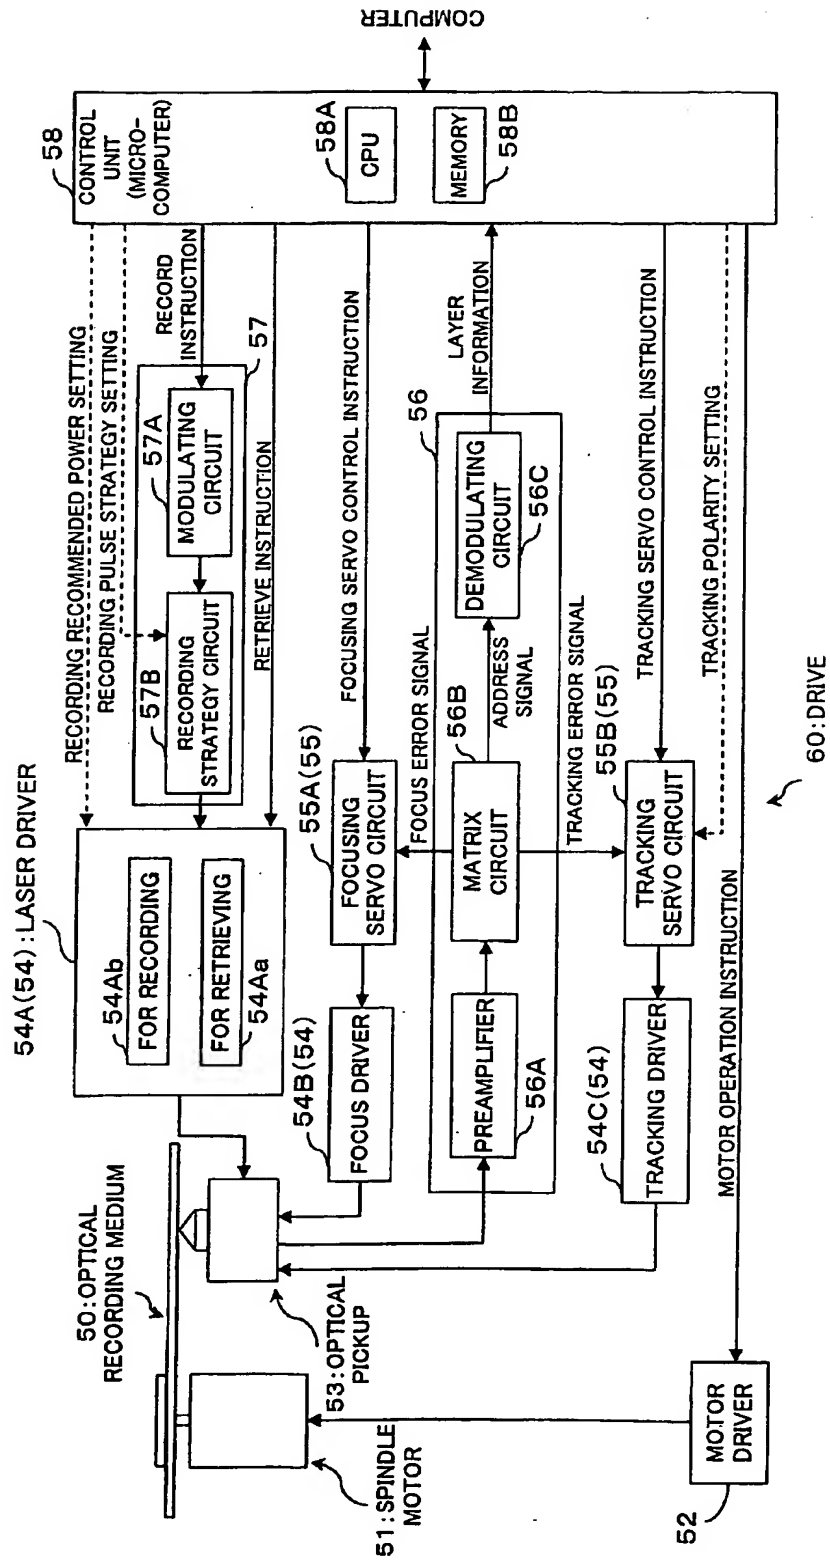 50:OPTICAL
RECORDING MEDIUM
51:SPINDLE
MOTOR
53:OPTICAL
PICKUP
52
MOTOR
DRIVER
54A(54):LASER DRIVER
54Ab
FOR RECORDING
FOR RETRIEVING
54Aa
RECORDING RECOMMENDED POWER SETTING
RECORDING PULSE STRATEGY SETTING
57B
RECORDING
STRATEGY CIRCUIT
57A
MODULATING
CIRCUIT
57
RECORD
INSTRUCTION
RETRIEVE INSTRUCTION
58
CONTROL
UNIT
(MICRO-
COMPUTER)
58A
CPU
MEMORY
58B
COMPUTER
54B(54)
FOCUS DRIVER
55A(55)
FOCUSING
SERVO CIRCUIT
FOCUSING SERVO CONTROL INSTRUCTION
FOCUS ERROR SIGNAL
56
PREAMPLIFIER
56A
56B
MATRIX
CIRCUIT
ADDRESS
SIGNAL
DEMODULATING
CIRCUIT
56C
LAYER
INFORMATION
TRACKING ERROR SIGNAL
54C(54)
TRACKING DRIVER
55B(55)
TRACKING
SERVO CIRCUIT
TRACKING SERVO CONTROL INSTRUCTION
TRACKING POLARITY SETTING
MOTOR OPERATION INSTRUCTION
60:DRIVE